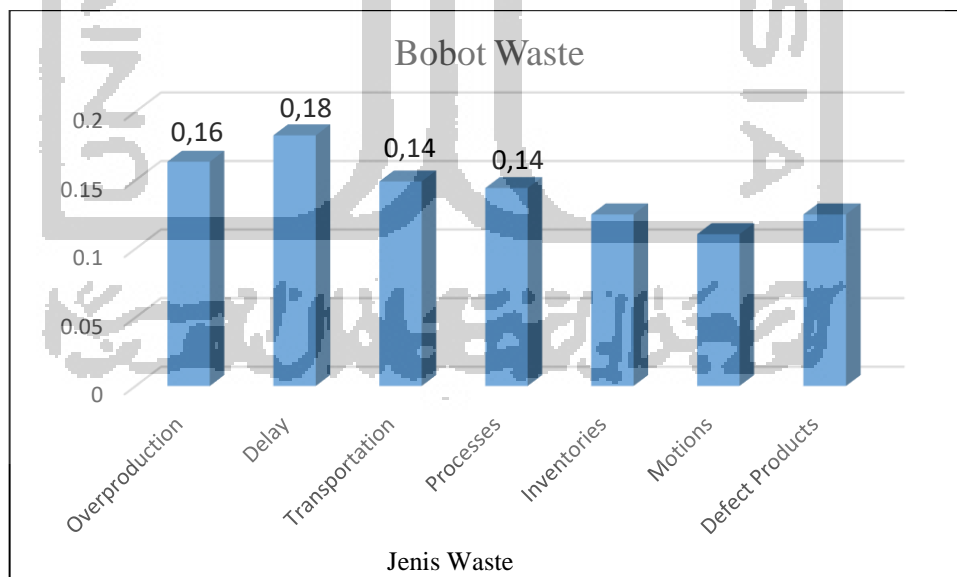 Bobot Waste
0.2
0.15
0.1
0.05
0
0,16
0,18
0,14
0,14
Overproduction
Delay
Transportation
Processes
Inventories
Motions
Defect Products
Jenis Waste
SIA